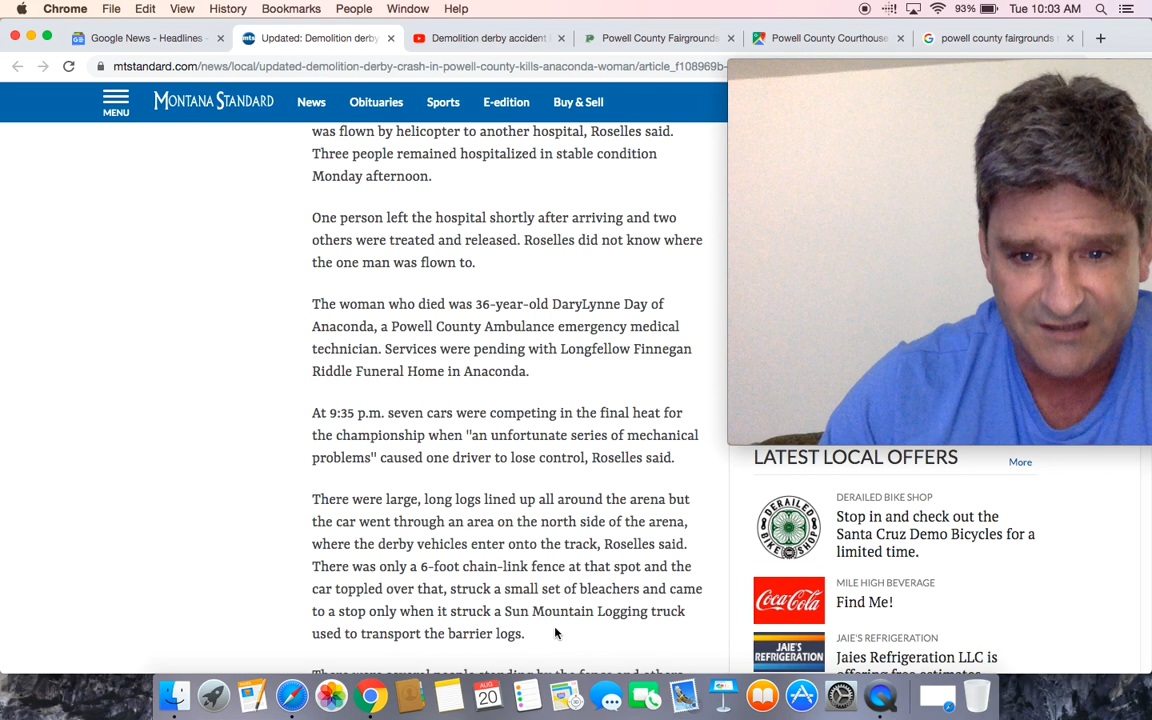 Chrome File Edit View History Bookmarks People Window Help 93% Tue 10:03 AM
Google News - Headlines - Updated: Demolition derby Demolition derby accident Powell County Fairgrounds Powell County Courthouse powell county fairgrounds
mtstandard.com/news/local/updated-demolition-derby-crash-in-powell-county-kills-anaconda-woman/article_f108969b-
MENU
MONTANA STANDARD
News Obituaries Sports E-edition Buy & Sell
was flown by helicopter to another hospital, Roselles said.
Three people remained hospitalized in stable condition
Monday afternoon.
One person left the hospital shortly after arriving and two
others were treated and released. Roselles did not know where
the one man was flown to.
The woman who died was 36-year-old DaryLynne Day of
Anaconda, a Powell County Ambulance emergency medical
technician. Services were pending with Longfellow Finnegan
Riddle Funeral Home in Anaconda.
At 9:35 p.m. seven cars were competing in the final heat for
the championship when "an unfortunate series of mechanical
problems" caused one driver to lose control, Roselles said.
There were large, long logs lined up all around the arena but
the car went through an area on the north side of the arena,
where the derby vehicles enter onto the track, Roselles said.
There was only a 6-foot chain-link fence at that spot and the
car toppled over that, struck a small set of bleachers and came
to a stop only when it struck a Sun Mountain Logging truck
used to transport the barrier logs.
LATEST LOCAL OFFERS
More
DERAILED BIKE SHOP
DERAILED BIKE SHOP
Stop in and check out the
Santa Cruz Demo Bicycles for a
limited time.
Coca-Cola
MILE HIGH BEVERAGE
Find Me!
JAIE'S
REFRIGERATION
JAIE'S REFRIGERATION
Jaies Refrigeration LLC is
AUG
20